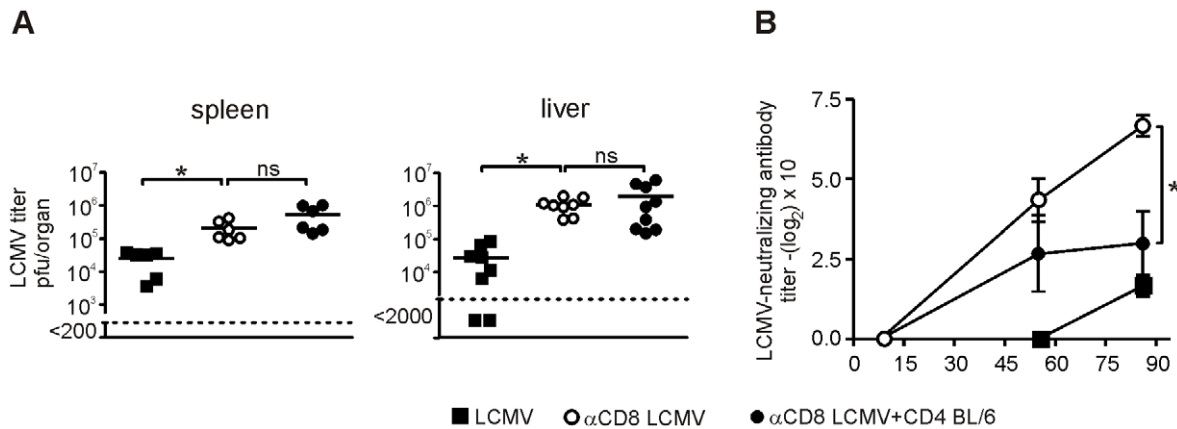 A
B
spleen
liver
LCMV titer
pfu/organ
10⁷
10⁶
10⁵
10⁴
10³
<200
*
ns
10⁷
10⁶
10⁵
10⁴
<2000
*
ns
LCMV-neutralizing antibody
titer -(log₂) x 10
7.5
5.0
2.5
0.0
0 15 30 45 60 75 90
*
LCMV
αCD8 LCMV
αCD8 LCMV+CD4 BL/6